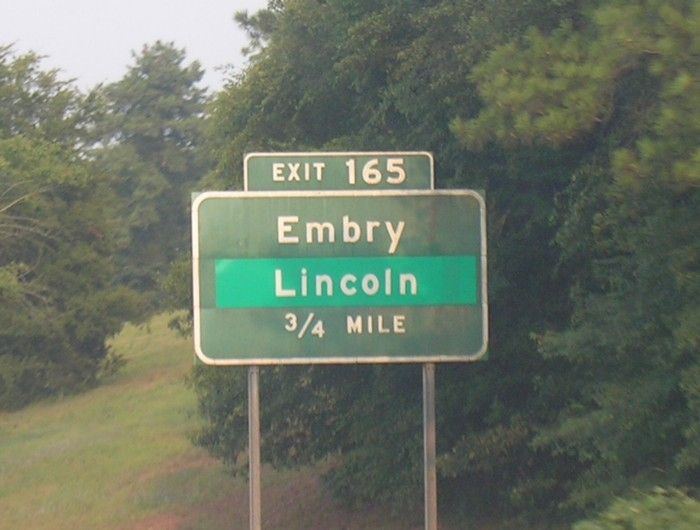 EXIT 165
Embry
Lincoln
3/4 MILE